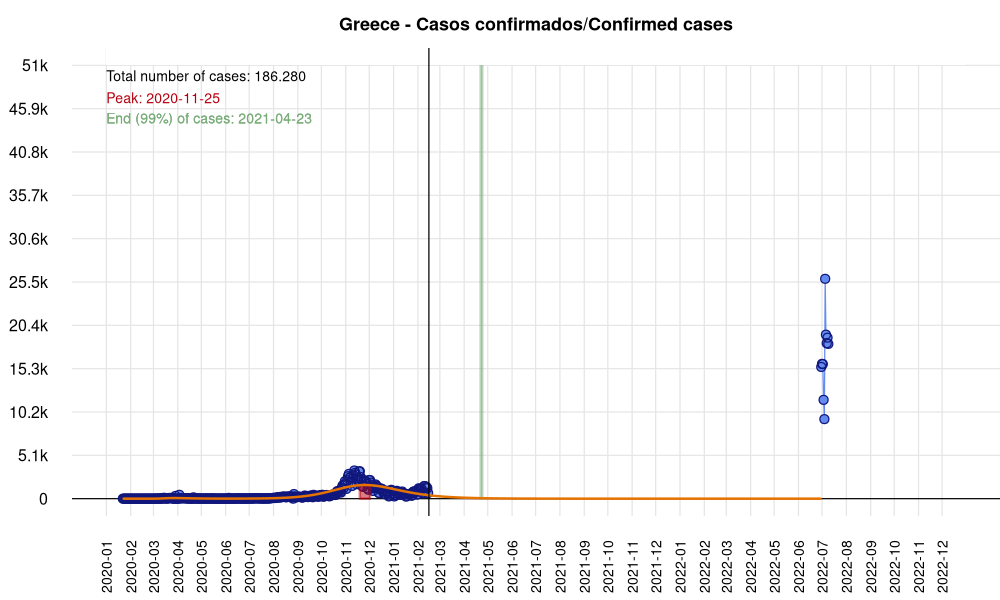 Greece - Casos confirmados/Confirmed cases
Total number of cases: 186.280
Peak: 2020-11-25
End (99%) of cases: 2021-04-23
51k
45.9k
40.8k
35.7k
30.6k
25.5k
20.4k
15.3k
10.2k
5.1k
0
2020-01
2020-02
2020-03
2020-04
2020-05
2020-06
2020-07
2020-08
2020-09
2020-10
2020-11
2020-12
2021-01
2021-02
2021-03
2021-04
2021-05
2021-06
2021-07
2021-08
2021-09
2021-10
2021-11
2021-12
2022-01
2022-02
2022-03
2022-04
2022-05
2022-06
2022-07
2022-08
2022-09
2022-10
2022-11
2022-12